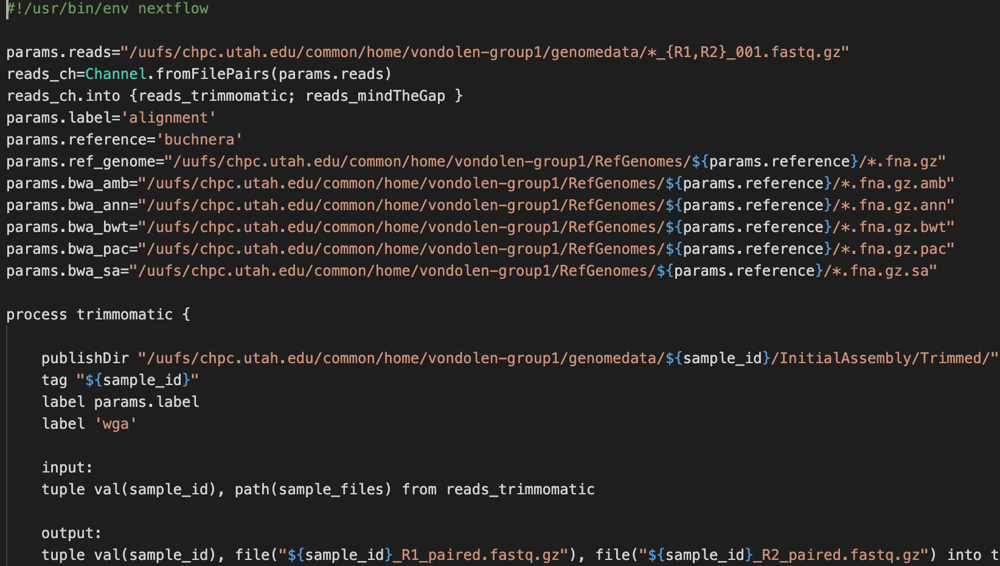 #!/usr/bin/env nextflow
params.reads="/uufs/chpc.utah.edu/common/home/vondolen-group1/genomedata/*_{R1,R2}_001.fastq.gz"
reads_ch=Channel.fromFilePairs(params.reads)
reads_ch.into {reads_trimmomatic; reads_mindTheGap }
params.label='alignment'
params.reference='buchnera'
params.ref_genome="/uufs/chpc.utah.edu/common/home/vondolen-group1/RefGenomes/${params.reference}/*.fna.gz"
params.bwa_amb="/uufs/chpc.utah.edu/common/home/vondolen-group1/RefGenomes/${params.reference}/*.fna.gz.amb"
params.bwa_ann="/uufs/chpc.utah.edu/common/home/vondolen-group1/RefGenomes/${params.reference}/*.fna.gz.ann"
params.bwa_bwt="/uufs/chpc.utah.edu/common/home/vondolen-group1/RefGenomes/${params.reference}/*.fna.gz.bwt"
params.bwa_pac="/uufs/chpc.utah.edu/common/home/vondolen-group1/RefGenomes/${params.reference}/*.fna.gz.pac"
params.bwa_sa="/uufs/chpc.utah.edu/common/home/vondolen-group1/RefGenomes/${params.reference}/*.fna.gz.sa"
process trimmomatic {
publishDir "/uufs/chpc.utah.edu/common/home/vondolen-group1/genomedata/${sample_id}/InitialAssembly/Trimmed/"
tag "${sample_id}"
label params.label
label 'wga'
input:
tuple val(sample_id), path(sample_files) from reads_trimmomatic
output:
tuple val(sample_id), file("${sample_id}_R1_paired.fastq.gz"), file("${sample_id}_R2_paired.fastq.gz") into t